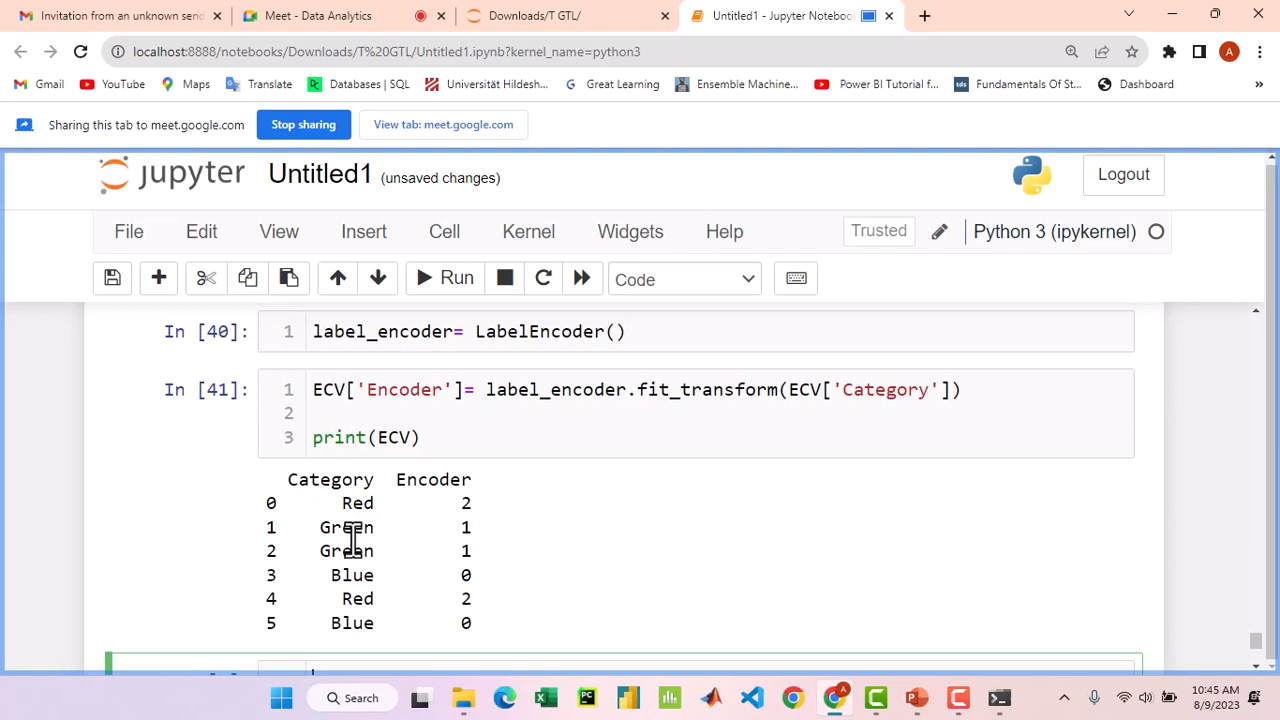 Invitation from an unknown send
Meet - Data Analytics
Downloads/T GTL/
Untitled1 - Jupyter Notebook
localhost:8888/notebooks/Downloads/T%20GTL/Untitled1.ipynb?kernel_name=python3
A
Gmail
YouTube
Maps
Translate
Databases | SQL
Universität Hildesh...
Great Learning
Ensemble Machine...
Power BI Tutorial f...
tds
Fundamentals Of St...
Dashboard
»
Sharing this tab to meet.google.com
Stop sharing
View tab: meet.google.com
jupyter
Untitled1
(unsaved changes)
Logout
File
Edit
View
Insert
Cell
Kernel
Widgets
Help
Trusted
Python 3 (ipykernel)
Run
Code
In [40]:
1 label_encoder= LabelEncoder()
In [41]:
1 ECV['Encoder']= label_encoder.fit_transform(ECV['Category'])
2
3 print(ECV)
Category Encoder
0 Red 2
1 Green 1
2 Green 1
3 Blue 0
4 Red 2
5 Blue 0
Search
A
10:45 AM
8/9/2023